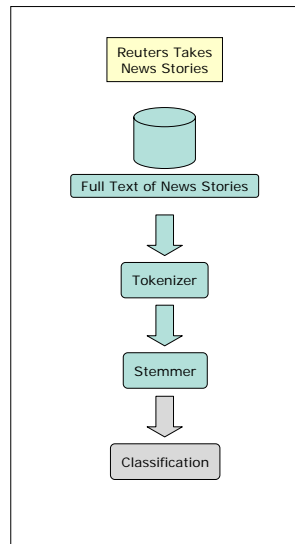 Reuters Takes
News Stories
Full Text of News Stories
Tokenizer
Stemmer
Classification